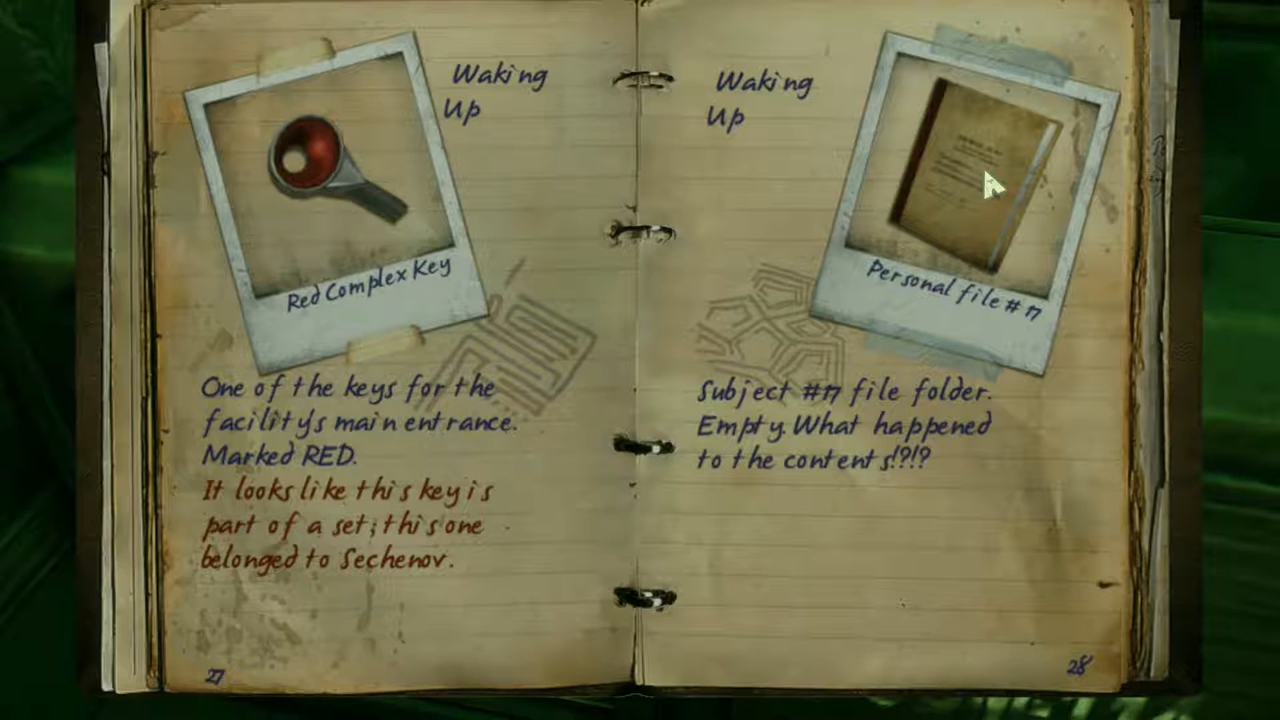 Waking
Up
Red Complex Key
One of the keys for the
facility's main entrance.
Marked RED.
It looks like this key is
part of a set; this one
belonged to Sechenov.
27
Waking
Up
Personal file #17
Subject #17 file folder.
Empty. What happened
to the contents!?!?
28